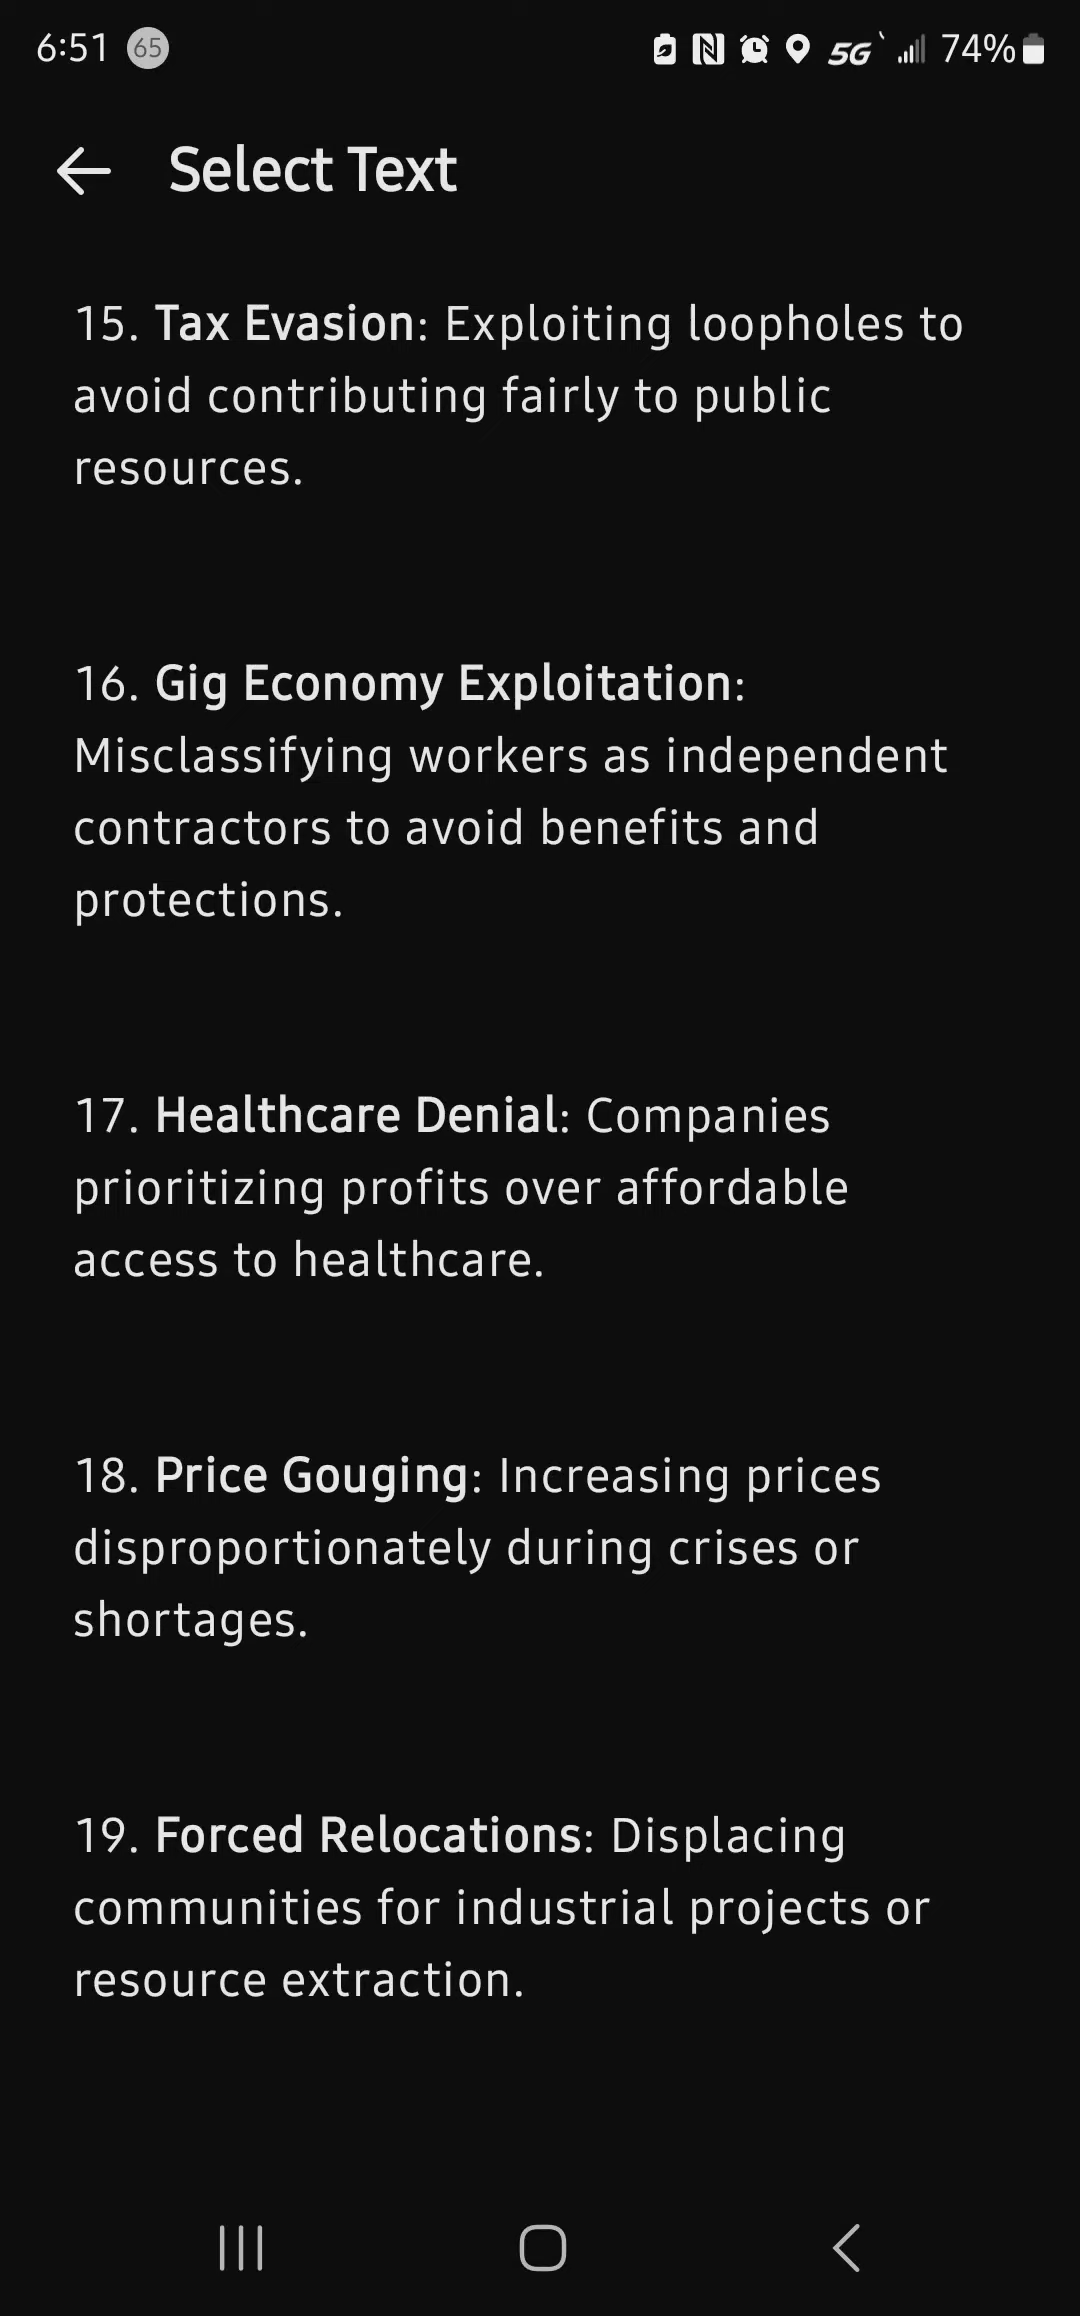 6:51 65 5G 74%
Select Text
15. Tax Evasion: Exploiting loopholes to
avoid contributing fairly to public
resources.
16. Gig Economy Exploitation:
Misclassifying workers as independent
contractors to avoid benefits and
protections.
17. Healthcare Denial: Companies
prioritizing profits over affordable
access to healthcare.
18. Price Gouging: Increasing prices
disproportionately during crises or
shortages.
19. Forced Relocations: Displacing
communities for industrial projects or
resource extraction.